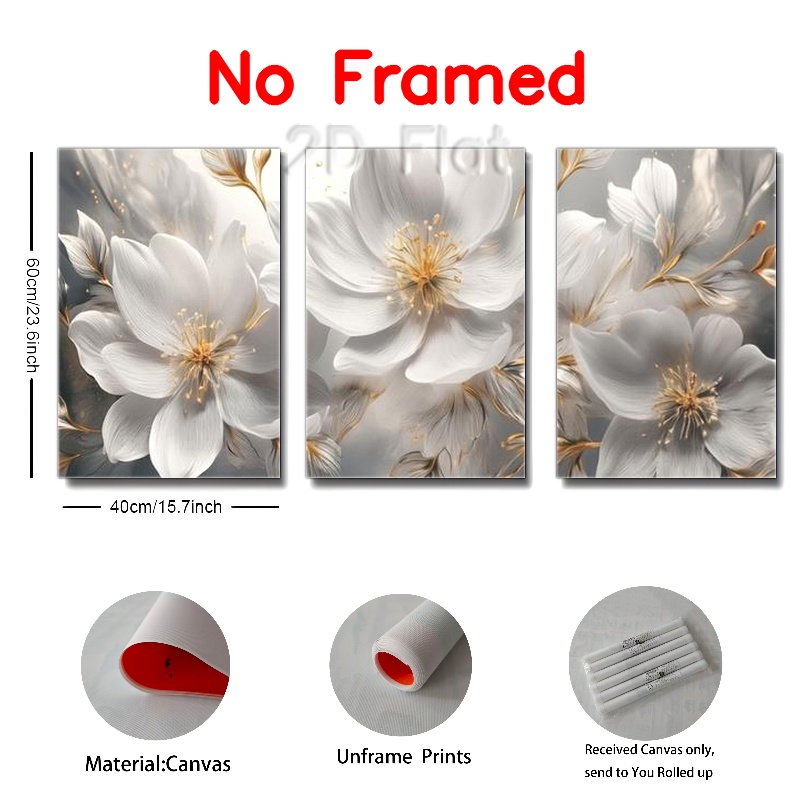 No Framed
2D Flat
60cm/23.6inch
40cm/15.7inch
Material:Canvas
Unframe Prints
Received Canvas only,
send to You Rolled up